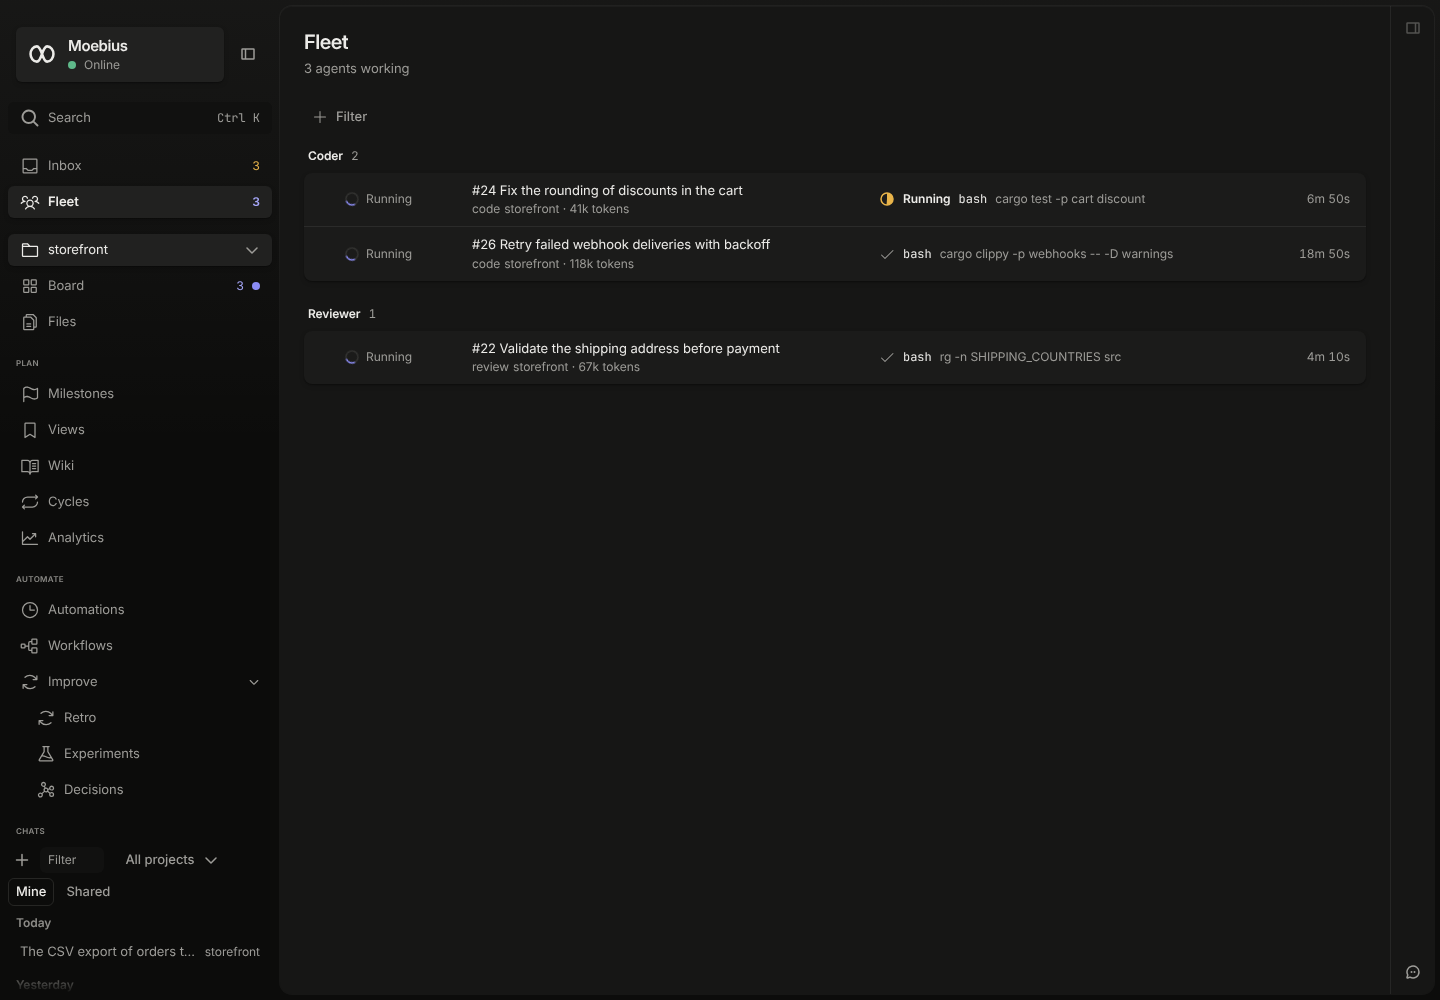 Moebius
Online
Search Ctrl K
Inbox 3
Fleet 3
storefront
Board 3
Files
PLAN
Milestones
Views
Wiki
Cycles
Analytics
AUTOMATE
Automations
Workflows
Improve
Retro
Experiments
Decisions
CHATS
Filter All projects
Mine Shared
Today
The CSV export of orders t... storefront
Yesterday
Fleet
3 agents working
Filter
Coder 2
Running #24 Fix the rounding of discounts in the cart Running bash cargo test -p cart discount 6m 50s
code storefront · 41k tokens
Running #26 Retry failed webhook deliveries with backoff bash cargo clippy -p webhooks -- -D warnings 18m 50s
code storefront · 118k tokens
Reviewer 1
Running #22 Validate the shipping address before payment bash rg -n SHIPPING_COUNTRIES src 4m 10s
review storefront · 67k tokens